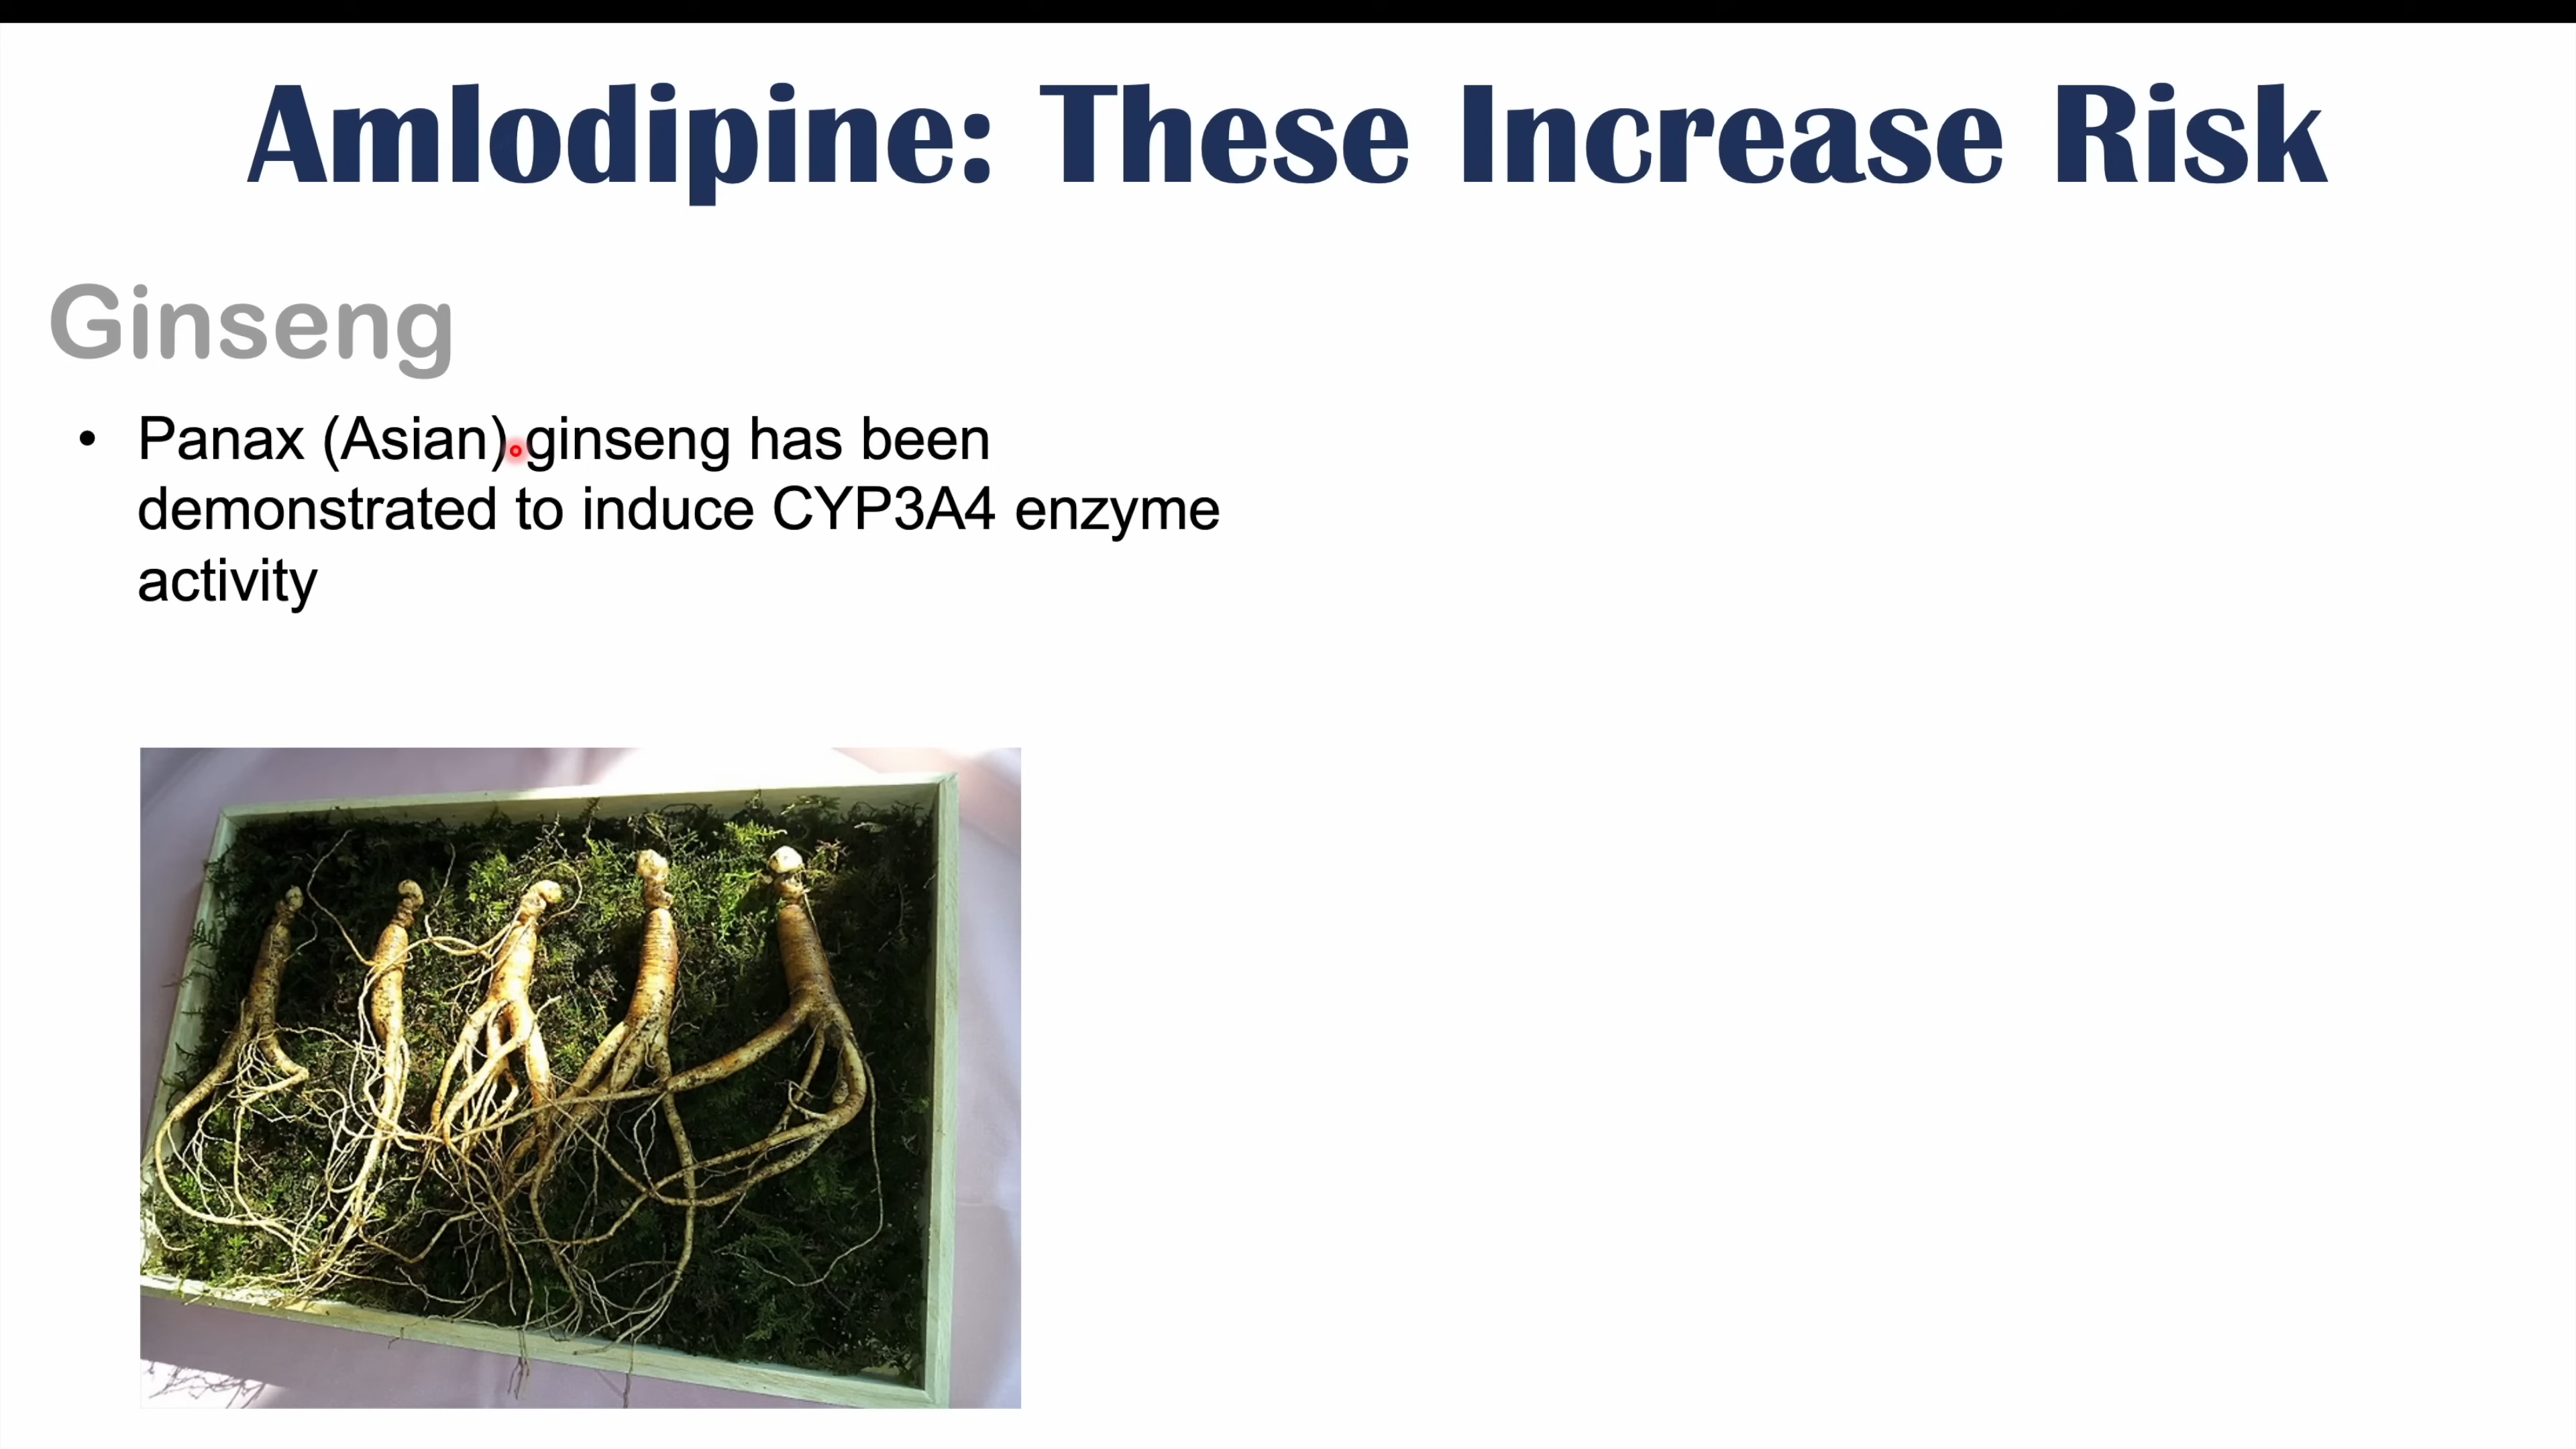 Amlodipine: These Increase Risk
Ginseng
• Panax (Asian) ginseng has been
demonstrated to induce CYP3A4 enzyme
activity